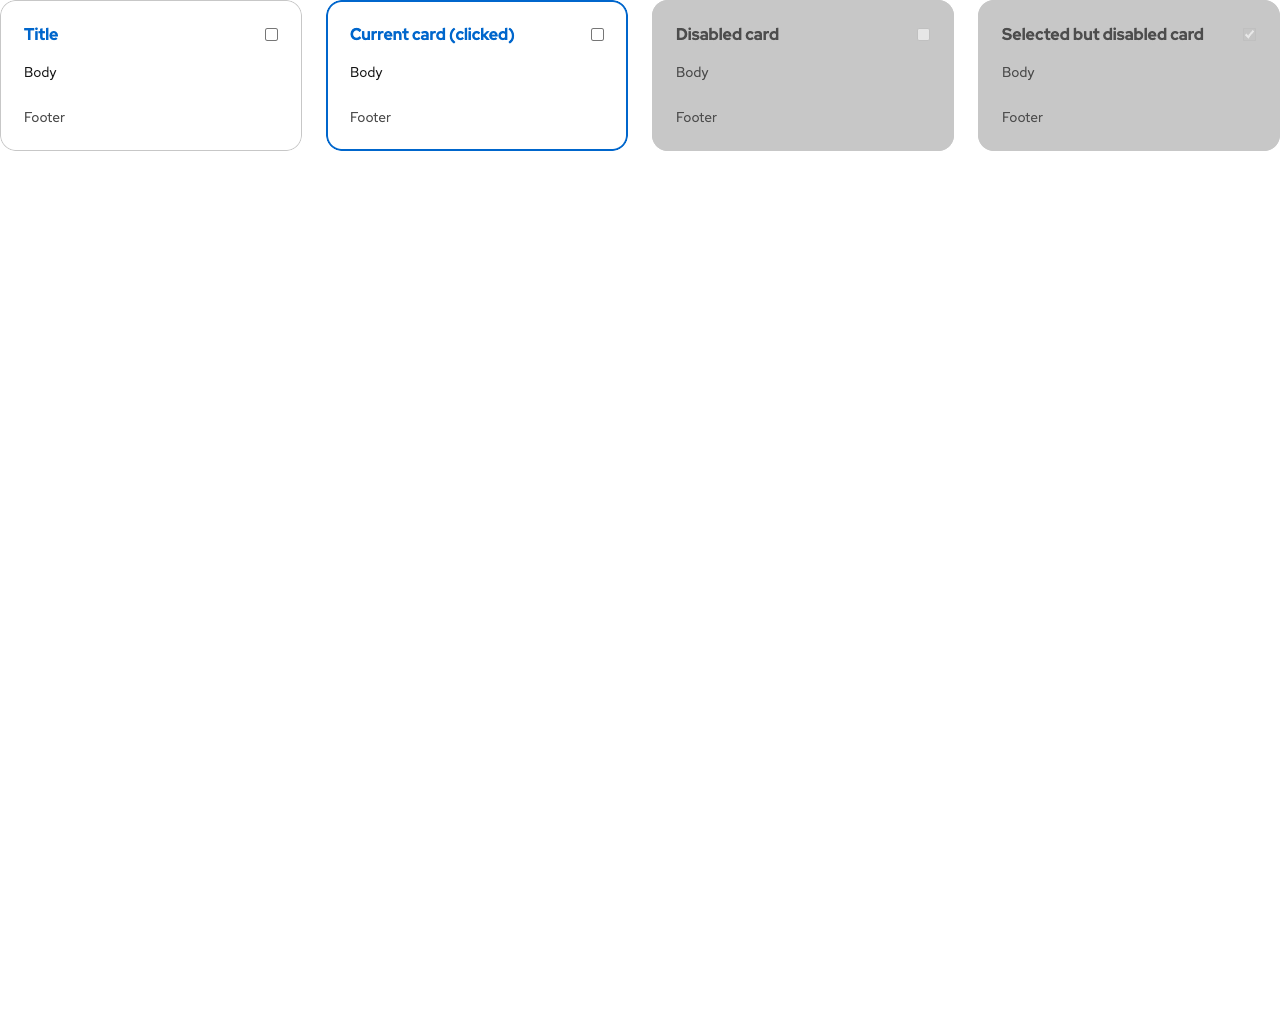 Title
Body
Footer
Current card (clicked)
Body
Footer
Disabled card
Body
Footer
Selected but disabled card
Body
Footer